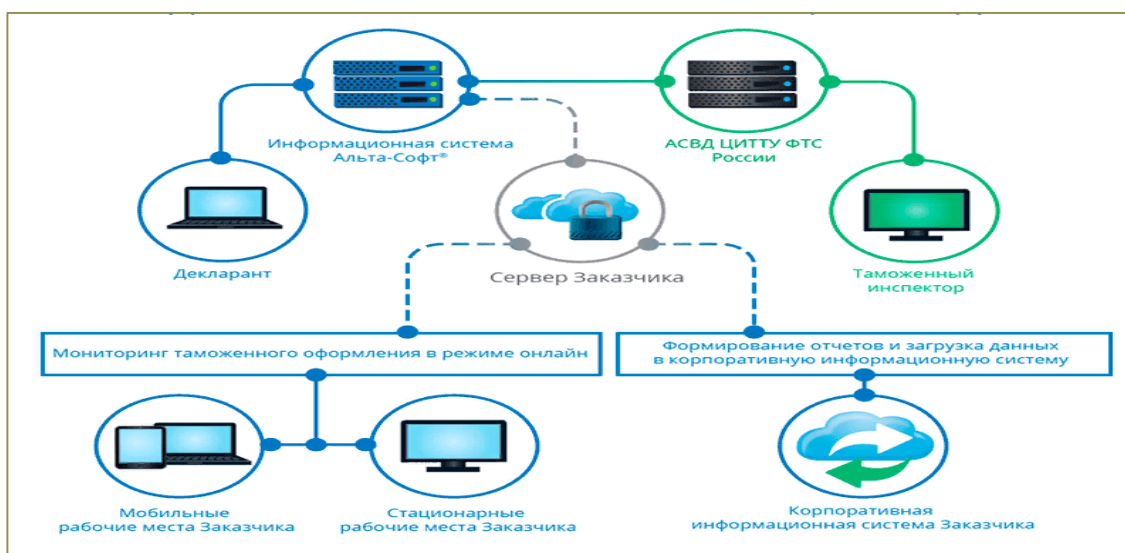 Информационная система
Альта-Софт®
АСВД ЦИТТУ ФТС
России
Декларант
Сервер Заказчика
Таможенный
инспектор
Мониторинг таможенного оформления в режиме онлайн
Формирование отчетов и загрузка данных
в корпоративную информационную систему
Мобильные
рабочие места Заказчика
Стационарные
рабочие места Заказчика
Корпоративная
информационная система Заказчика